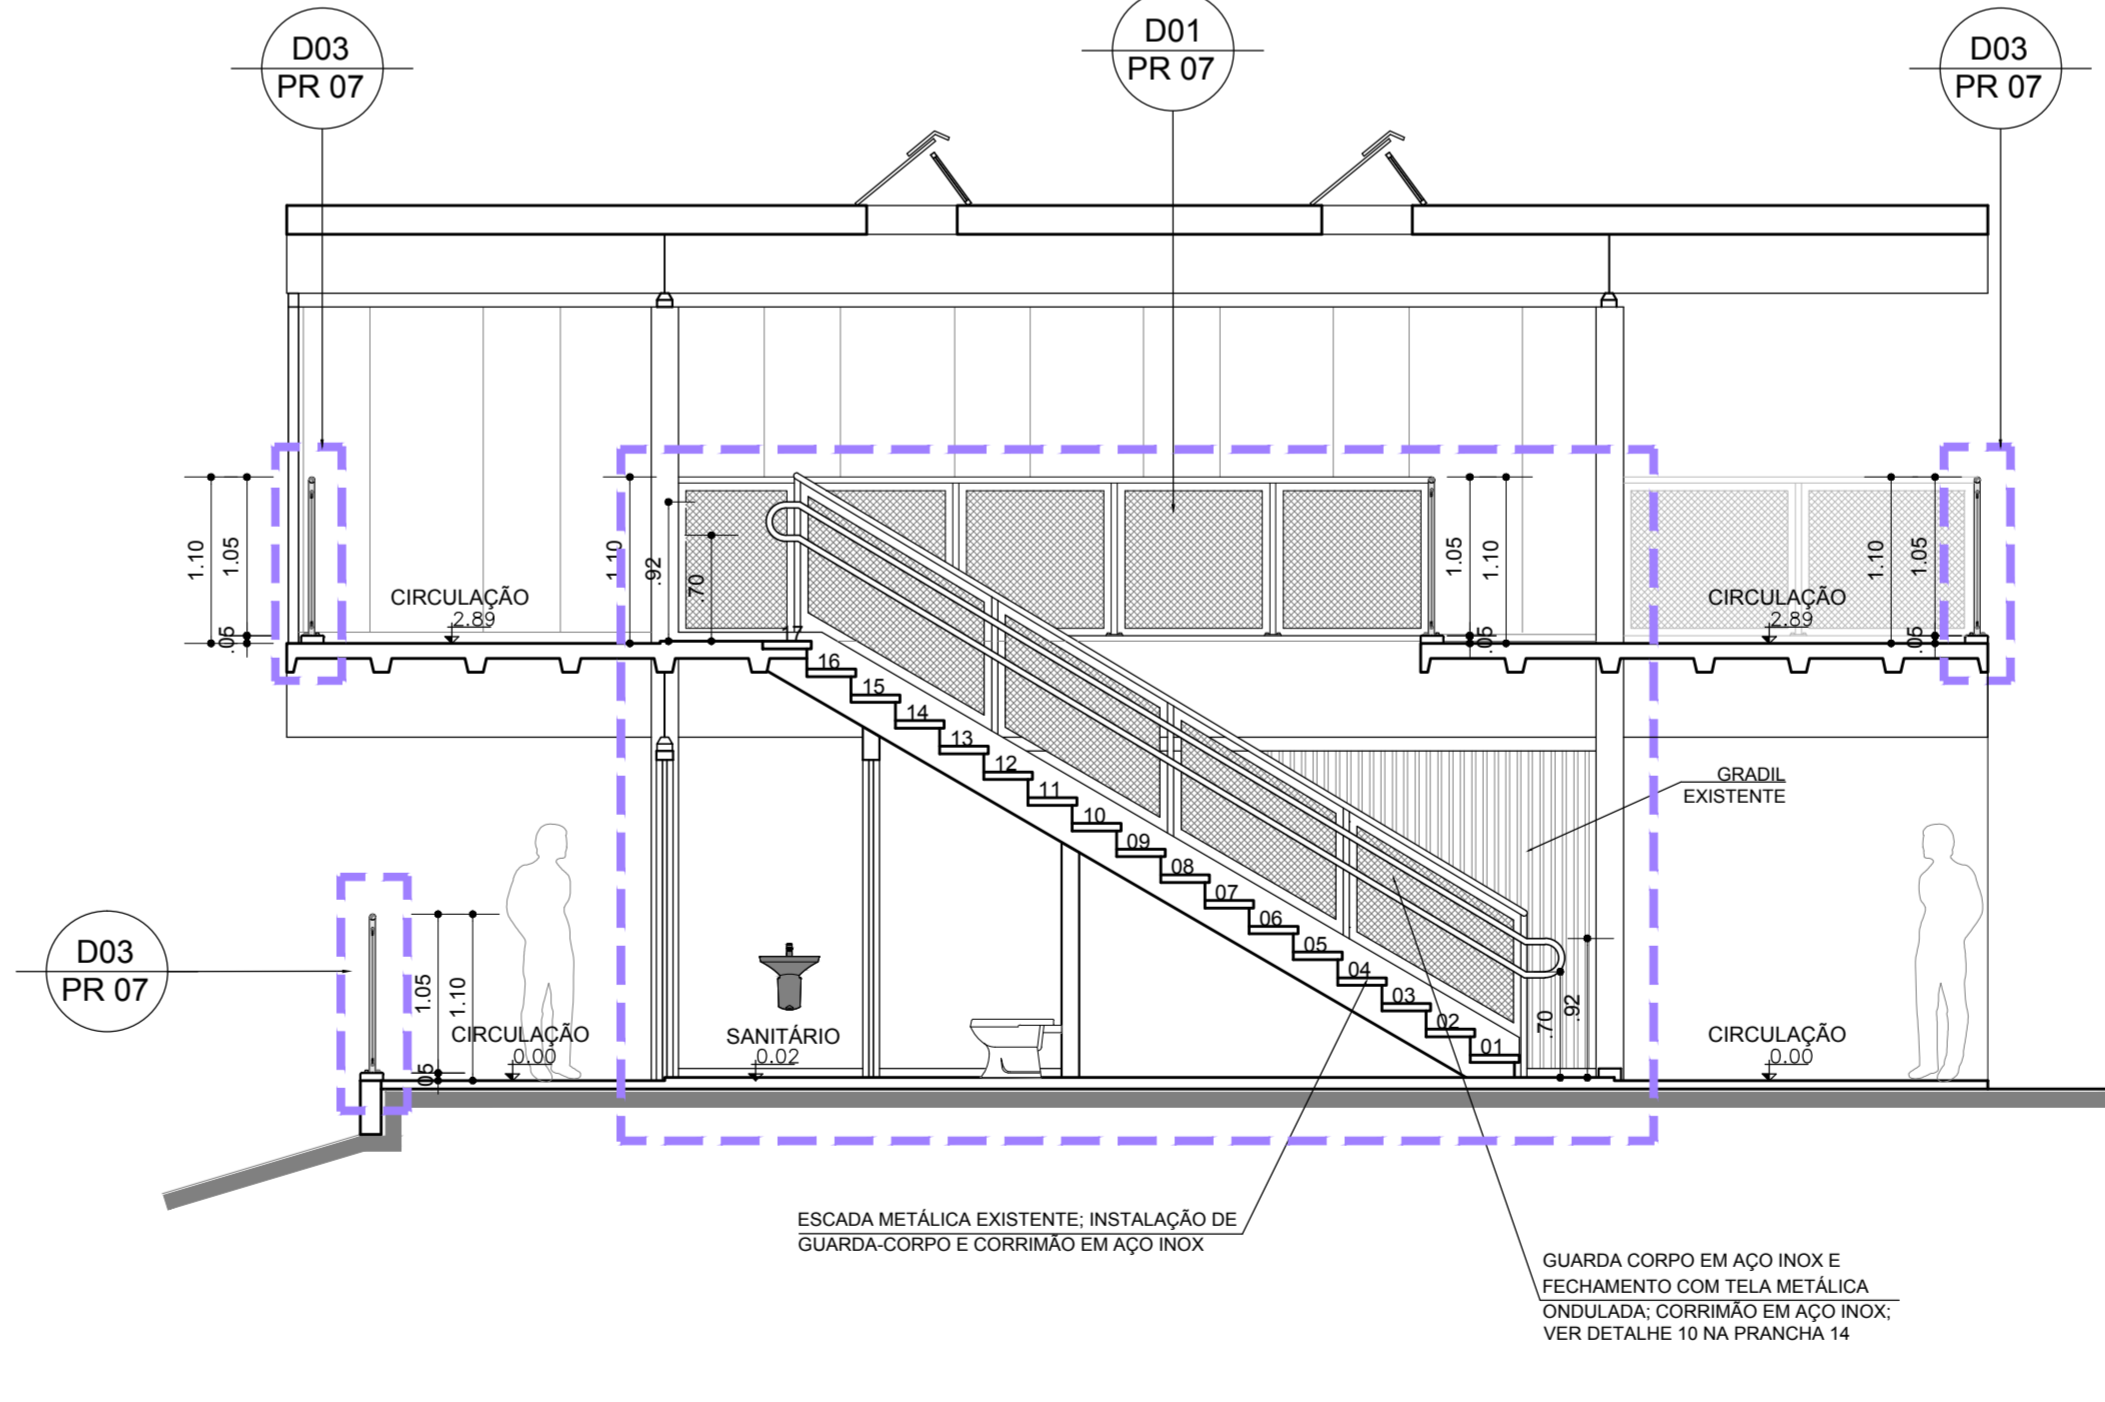 D03
PR 07
D01
PR 07
D03
PR 07
1.10
1.05
.05
CIRCULAÇÃO
2.89
1.10
.92
.70
1.05
1.10
.05
CIRCULAÇÃO
2.89
1.10
1.05
.05
17
16
15
14
13
12
11
10
09
08
07
06
05
04
03
02
01
GRADIL
EXISTENTE
D03
PR 07
1.05
1.10
.05
CIRCULAÇÃO
0.00
SANITÁRIO
0.02
.70
.92
CIRCULAÇÃO
0.00
ESCADA METÁLICA EXISTENTE; INSTALAÇÃO DE
GUARDA-CORPO E CORRIMÃO EM AÇO INOX
GUARDA CORPO EM AÇO INOX E
FECHAMENTO COM TELA METÁLICA
ONDULADA; CORRIMÃO EM AÇO INOX;
VER DETALHE 10 NA PRANCHA 14